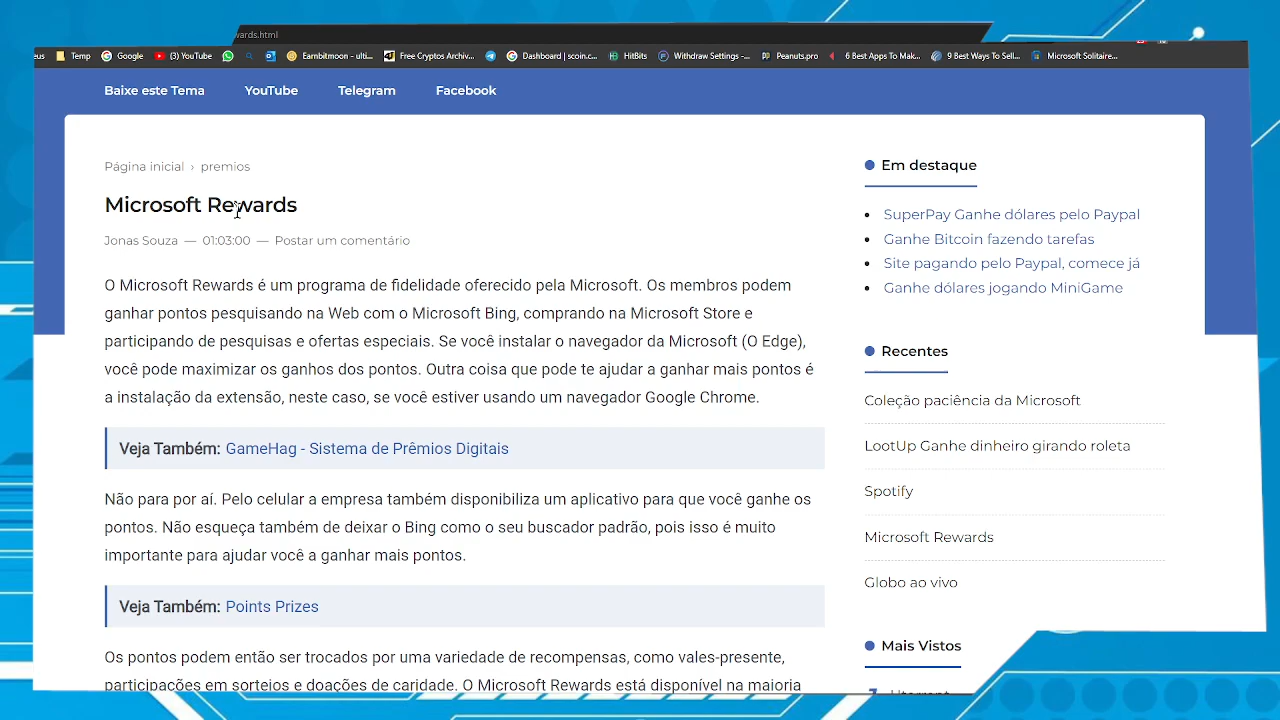 wards.html
eus Temp Google (3) YouTube Earnbitmoon - ulti... Free Cryptos Archiv... Dashboard | scoin.c... HitBits Withdraw Settings -... Peanuts.pro 6 Best Apps To Mak... 9 Best Ways To Sell... Microsoft Solitaire...
Baixe este Tema YouTube Telegram Facebook
Página inicial › premios
Microsoft Rewards
Jonas Souza — 01:03:00 — Postar um comentário
O Microsoft Rewards é um programa de fidelidade oferecido pela Microsoft. Os membros podem
ganhar pontos pesquisando na Web com o Microsoft Bing, comprando na Microsoft Store e
participando de pesquisas e ofertas especiais. Se você instalar o navegador da Microsoft (O Edge),
você pode maximizar os ganhos dos pontos. Outra coisa que pode te ajudar a ganhar mais pontos é
a instalação da extensão, neste caso, se você estiver usando um navegador Google Chrome.
Veja Também: GameHag - Sistema de Prêmios Digitais
Não para por aí. Pelo celular a empresa também disponibiliza um aplicativo para que você ganhe os
pontos. Não esqueça também de deixar o Bing como o seu buscador padrão, pois isso é muito
importante para ajudar você a ganhar mais pontos.
Veja Também: Points Prizes
Os pontos podem então ser trocados por uma variedade de recompensas, como vales-presente,
participações em sorteios e doações de caridade. O Microsoft Rewards está disponível na maioria
Em destaque
SuperPay Ganhe dólares pelo Paypal
Ganhe Bitcoin fazendo tarefas
Site pagando pelo Paypal, comece já
Ganhe dólares jogando MiniGame
Recentes
Coleção paciência da Microsoft
LootUp Ganhe dinheiro girando roleta
Spotify
Microsoft Rewards
Globo ao vivo
Mais Vistos